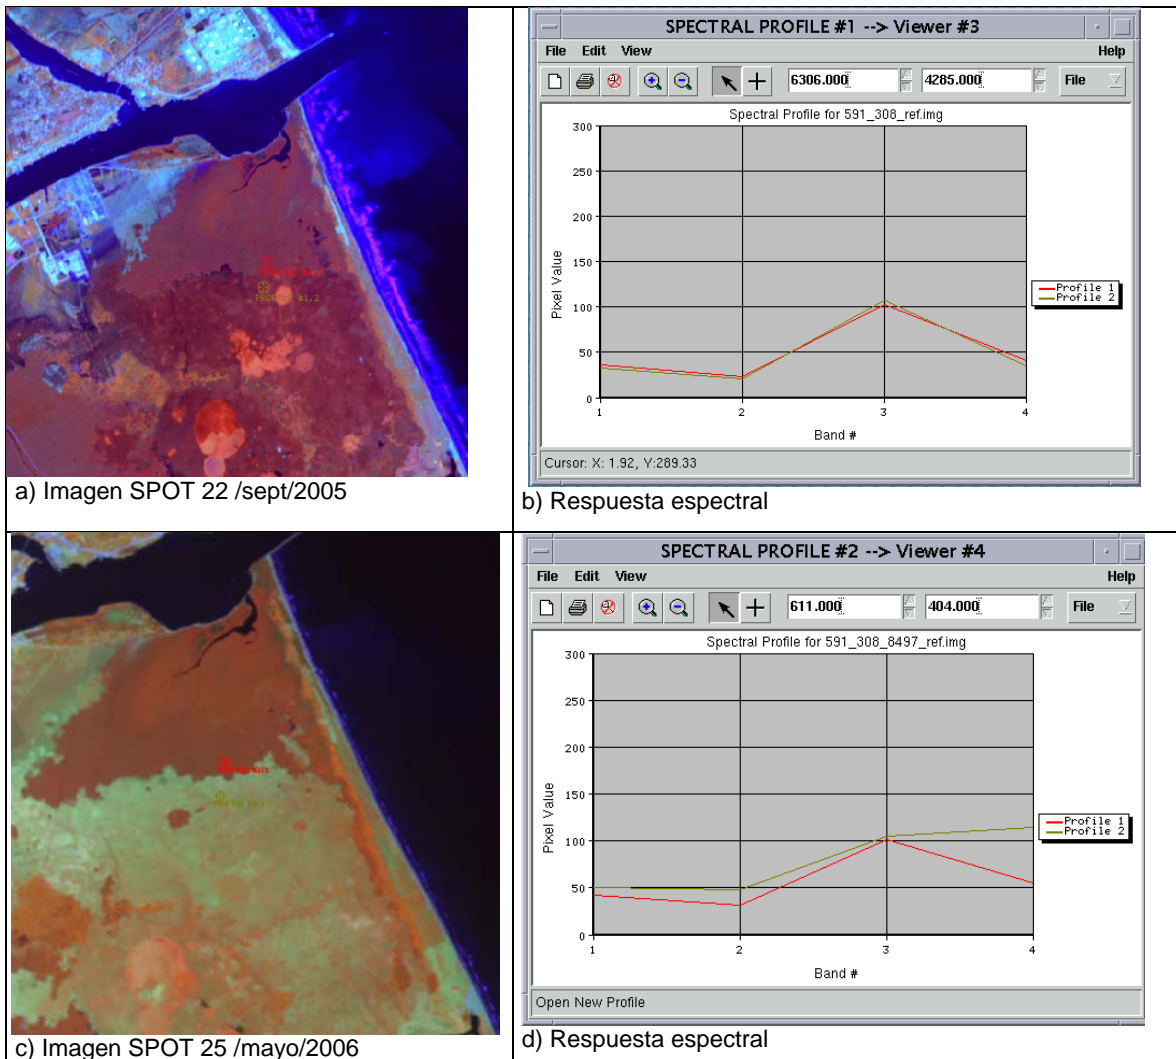 PROFILE #1.2
a) Imagen SPOT 22 /sept/2005
SPECTRAL PROFILE #1 --> Viewer #3
File Edit View Help
6306.000 4285.000 File
Spectral Profile for 591_308_ref.img
300
250
200
150
100
50
0
Pixel Value
1 2 3 4
Band #
Profile 1
Profile 2
Cursor: X: 1.92, Y:289.33
b) Respuesta espectral
c) Imagen SPOT 25 /mayo/2006
SPECTRAL PROFILE #2 --> Viewer #4
File Edit View Help
611.000 404.000 File
Spectral Profile for 591_308_8497_ref.img
300
250
200
150
100
50
0
Pixel Value
1 2 3 4
Band #
Profile 1
Profile 2
Open New Profile
d) Respuesta espectral